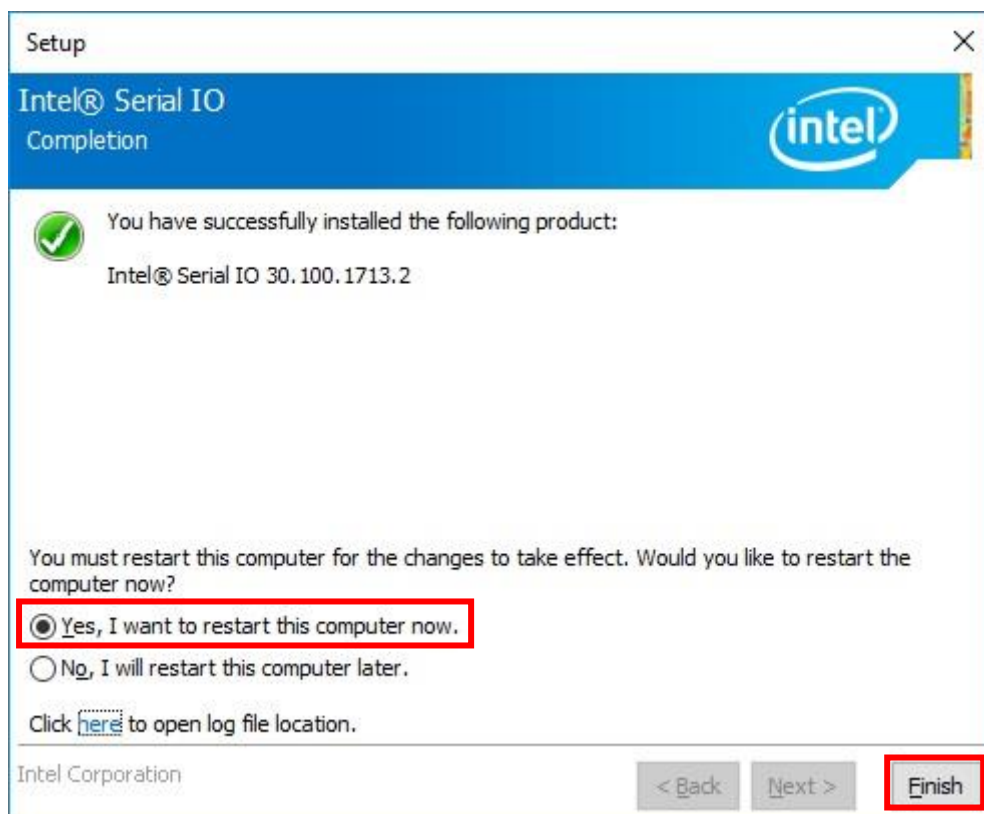 Setup
Intel® Serial IO
Completion
intel
You have successfully installed the following product:
Intel® Serial IO 30.100.1713.2
You must restart this computer for the changes to take effect. Would you like to restart the
computer now?
Yes, I want to restart this computer now.
No, I will restart this computer later.
Click here to open log file location.
Intel Corporation
< Back Next > Finish